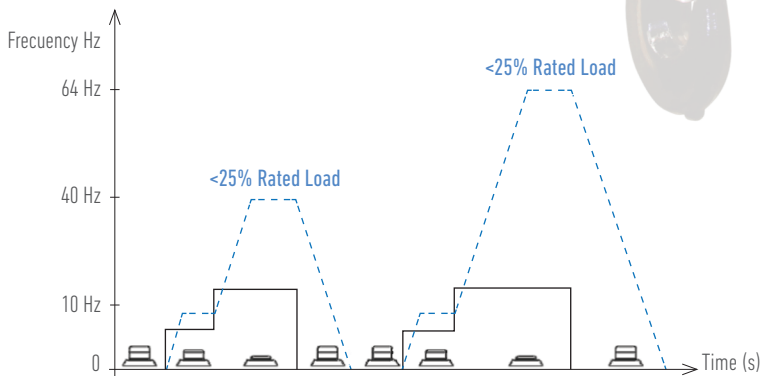 Frecuency Hz
<25% Rated Load
64 Hz
<25% Rated Load
40 Hz
10 Hz
0
Time (s)